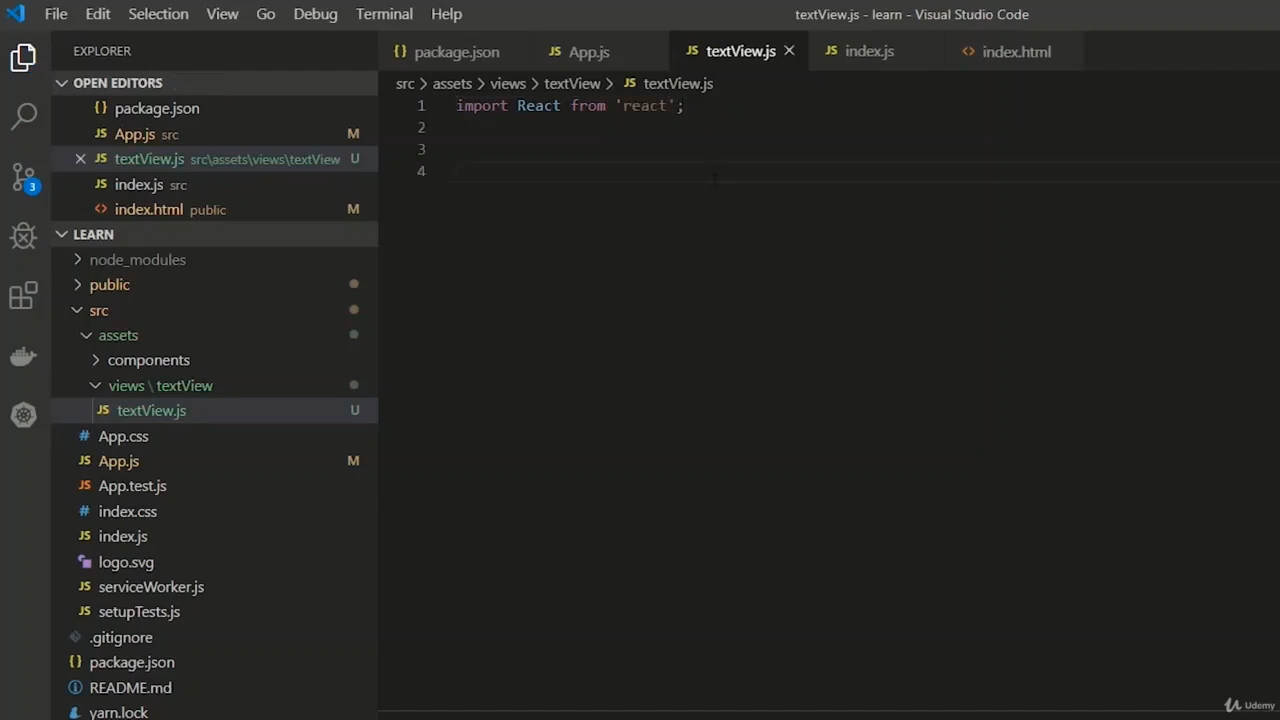 File Edit Selection View Go Debug Terminal Help textView.js - learn - Visual Studio Code
EXPLORER
OPEN EDITORS
{} package.json
JS App.js src M
JS textView.js src\assets\views\textView U
JS index.js src
<> index.html public M
3
LEARN
node_modules
public
src
assets
components
views \ textView
JS textView.js U
# App.css
JS App.js M
JS App.test.js
# index.css
JS index.js
logo.svg
JS serviceWorker.js
JS setupTests.js
.gitignore
{} package.json
README.md
yarn.lock
{} package.json JS App.js JS textView.js JS index.js <> index.html
src > assets > views > textView > JS textView.js
1 import React from 'react';
2
3
4
Udemy